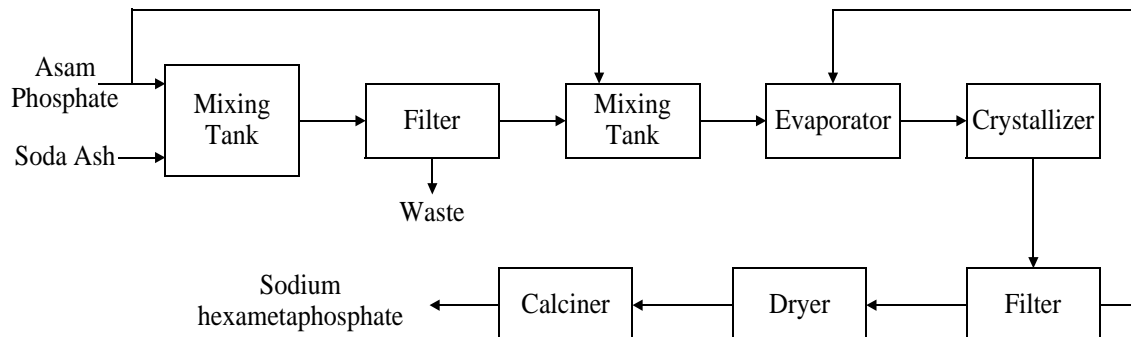 Asam
Phosphate
Soda Ash
Mixing
Tank
Filter
Waste
Mixing
Tank
Evaporator
Crystallizer
Sodium
hexametaphosphate
Calciner
Dryer
Filter